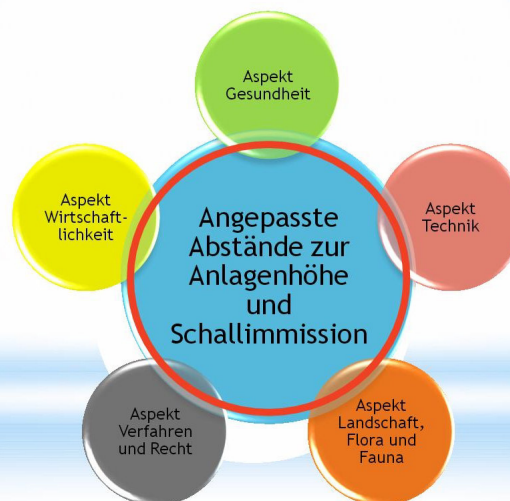 Aspekt
Gesundheit
Aspekt
Wirtschaft-
lichkeit
Angepasste
Abstände zur
Anlagenhöhe
und
Schallimmission
Aspekt
Technik
Aspekt
Verfahren
und Recht
Aspekt
Landschaft,
Flora und
Fauna